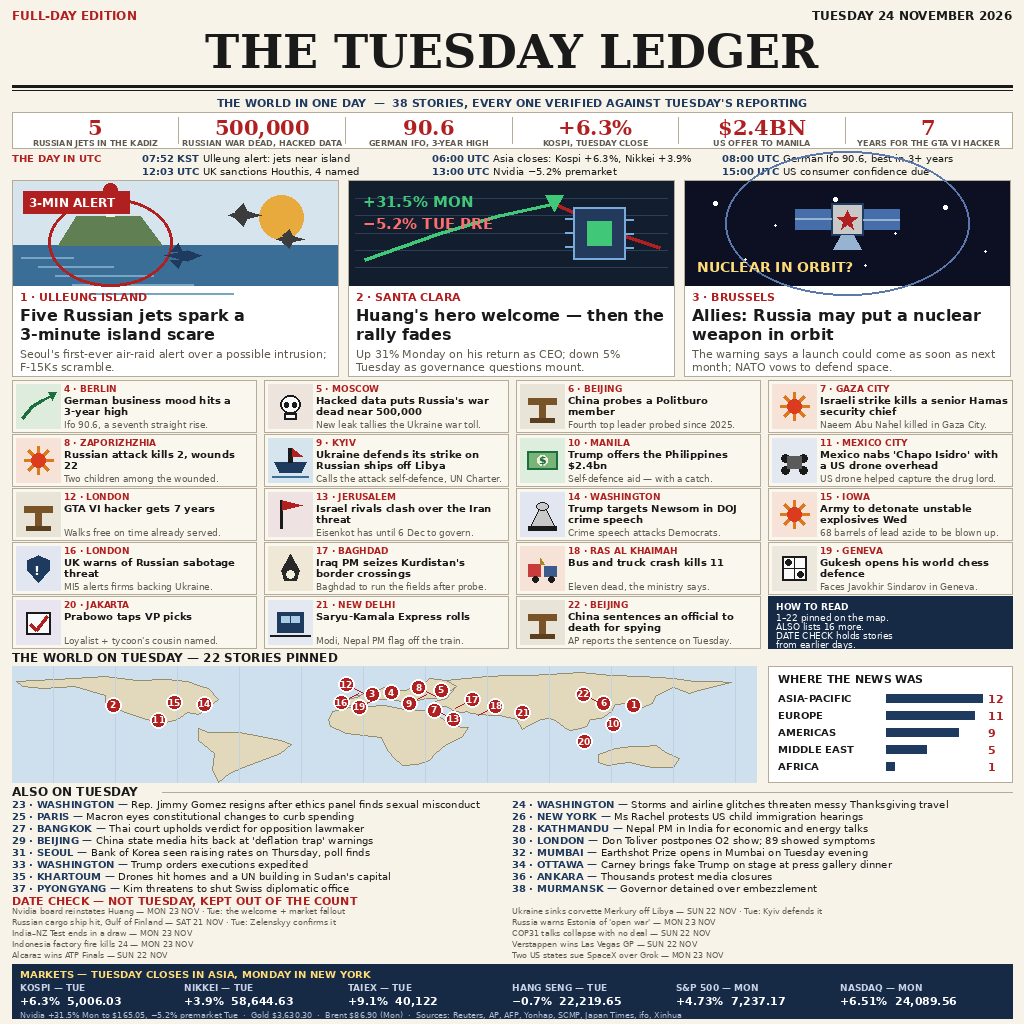 FULL-DAY EDITION
TUESDAY 24 NOVEMBER 2026
THE TUESDAY LEDGER
THE WORLD IN ONE DAY — 38 STORIES, EVERY ONE VERIFIED AGAINST TUESDAY'S REPORTING
5
RUSSIAN JETS IN THE KADIZ
500,000
RUSSIAN WAR DEAD, HACKED DATA
90.6
GERMAN IFO, 3-YEAR HIGH
+6.3%
KOSPI, TUESDAY CLOSE
$2.4BN
US OFFER TO MANILA
7
YEARS FOR THE GTA VI HACKER
THE DAY IN UTC
07:52 KST Ulleung alert: jets near island
06:00 UTC Asia closes: Kospi +6.3%, Nikkei +3.9%
08:00 UTC German Ifo 90.6, best in 3+ years
12:03 UTC UK sanctions Houthis, 4 named
13:00 UTC Nvidia −5.2% premarket
15:00 UTC US consumer confidence due
3-MIN ALERT
1 · ULLEUNG ISLAND
Five Russian jets spark a
3-minute island scare
Seoul's first-ever air-raid alert over a possible intrusion;
F-15Ks scramble.
+31.5% MON
−5.2% TUE PRE
2 · SANTA CLARA
Huang's hero welcome — then the
rally fades
Up 31% Monday on his return as CEO; down 5%
Tuesday as governance questions mount.
NUCLEAR IN ORBIT?
3 · BRUSSELS
Allies: Russia may put a nuclear
weapon in orbit
The warning says a launch could come as soon as next
month; NATO vows to defend space.
4 · BERLIN
German business mood hits a
3-year high
Ifo 90.6, a seventh straight rise.
5 · MOSCOW
Hacked data puts Russia's war
dead near 500,000
New leak tallies the Ukraine war toll.
6 · BEIJING
China probes a Politburo
member
Fourth top leader probed since 2025.
7 · GAZA CITY
Israeli strike kills a senior Hamas
security chief
Naeem Abu Nahel killed in Gaza City.
8 · ZAPORIZHZHIA
Russian attack kills 2, wounds
22
Two children among the wounded.
9 · KYIV
Ukraine defends its strike on
Russian ships off Libya
Calls the attack self-defence, UN Charter.
10 · MANILA
$
Trump offers the Philippines
$2.4bn
Self-defence aid — with a catch.
11 · MEXICO CITY
Mexico nabs 'Chapo Isidro' with
a US drone overhead
US drone helped capture the drug lord.
12 · LONDON
GTA VI hacker gets 7 years
Walks free on time already served.
13 · JERUSALEM
Israel rivals clash over the Iran
threat
Eisenkot has until 6 Dec to govern.
14 · WASHINGTON
Trump targets Newsom in DOJ
crime speech
Crime speech attacks Democrats.
15 · IOWA
Army to detonate unstable
explosives Wed
68 barrels of lead azide to be blown up.
16 · LONDON
!
UK warns of Russian sabotage
threat
MI5 alerts firms backing Ukraine.
17 · BAGHDAD
Iraq PM seizes Kurdistan's
border crossings
Baghdad to run the fields after probe.
18 · RAS AL KHAIMAH
Bus and truck crash kills 11
Eleven dead, the ministry says.
19 · GENEVA
Gukesh opens his world chess
defence
Faces Javokhir Sindarov in Geneva.
20 · JAKARTA
Prabowo taps VP picks
Loyalist + tycoon's cousin named.
21 · NEW DELHI
Saryu-Kamala Express rolls
Modi, Nepal PM flag off the train.
22 · BEIJING
China sentences an official to
death for spying
AP reports the sentence on Tuesday.
HOW TO READ
1–22 pinned on the map.
ALSO lists 16 more.
DATE CHECK holds stories
from earlier days.
THE WORLD ON TUESDAY — 22 STORIES PINNED
2
11
15
14
12
16
19
3
4
8
9
5
7
13
17
18
21
22
6
1
10
20
WHERE THE NEWS WAS
ASIA-PACIFIC 12
EUROPE 11
AMERICAS 9
MIDDLE EAST 5
AFRICA 1
ALSO ON TUESDAY
23 · WASHINGTON — Rep. Jimmy Gomez resigns after ethics panel finds sexual misconduct
24 · WASHINGTON — Storms and airline glitches threaten messy Thanksgiving travel
25 · PARIS — Macron eyes constitutional changes to curb spending
26 · NEW YORK — Ms Rachel protests US child immigration hearings
27 · BANGKOK — Thai court upholds verdict for opposition lawmaker
28 · KATHMANDU — Nepal PM in India for economic and energy talks
29 · BEIJING — China state media hits back at 'deflation trap' warnings
30 · LONDON — Don Toliver postpones O2 show; 89 showed symptoms
31 · SEOUL — Bank of Korea seen raising rates on Thursday, poll finds
32 · MUMBAI — Earthshot Prize opens in Mumbai on Tuesday evening
33 · WASHINGTON — Trump orders executions expedited
34 · OTTAWA — Carney brings fake Trump on stage at press gallery dinner
35 · KHARTOUM — Drones hit homes and a UN building in Sudan's capital
36 · ANKARA — Thousands protest media closures
37 · PYONGYANG — Kim threatens to shut Swiss diplomatic office
38 · MURMANSK — Governor detained over embezzlement
DATE CHECK — NOT TUESDAY, KEPT OUT OF THE COUNT
Nvidia board reinstates Huang — MON 23 NOV · Tue: the welcome + market fallout
Ukraine sinks corvette Merkury off Libya — SUN 22 NOV · Tue: Kyiv defends it
Russian cargo ship hit, Gulf of Finland — SAT 21 NOV · Tue: Zelenskyy confirms it
Russia warns Estonia of 'open war' — MON 23 NOV
India–NZ Test ends in a draw — MON 23 NOV
COP31 talks collapse with no deal — SUN 22 NOV
Indonesia factory fire kills 24 — MON 23 NOV
Verstappen wins Las Vegas GP — SUN 22 NOV
Alcaraz wins ATP Finals — SUN 22 NOV
Two US states sue SpaceX over Grok — MON 23 NOV
MARKETS — TUESDAY CLOSES IN ASIA, MONDAY IN NEW YORK
KOSPI — TUE
+6.3% 5,006.03
NIKKEI — TUE
+3.9% 58,644.63
TAIEX — TUE
+9.1% 40,122
HANG SENG — TUE
−0.7% 22,219.65
S&P 500 — MON
+4.73% 7,237.17
NASDAQ — MON
+6.51% 24,089.56
Nvidia +31.5% Mon to $165.05, −5.2% premarket Tue · Gold $3,630.30 · Brent $86.90 (Mon) · Sources: Reuters, AP, AFP, Yonhap, SCMP, Japan Times, ifo, Xinhua